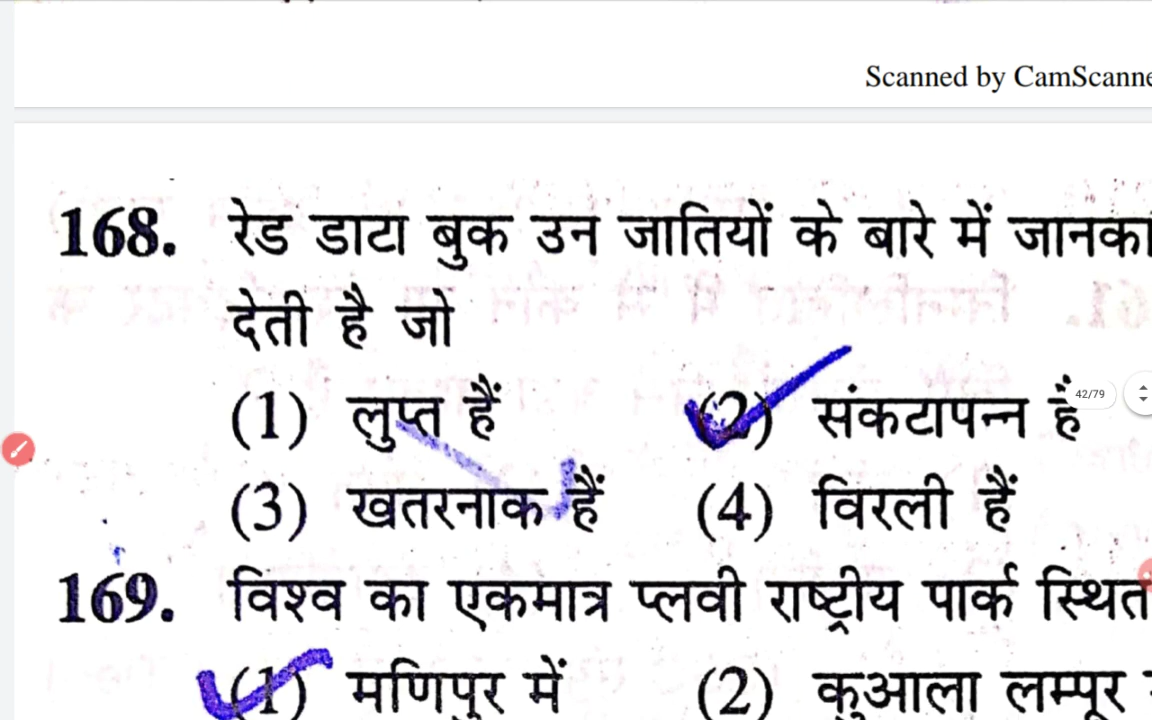 Scanned by CamScanne
168. रेड डाटा बुक उन जातियों के बारे में जानका
देती है जो
(1) लुप्त हैं (2) संकटापन्न हैं
42/79
(3) खतरनाक हैं (4) विरली हैं
169. विश्व का एकमात्र प्लवी राष्ट्रीय पार्क स्थित
(1) मणिपुर में (2) कुआला लम्पूर